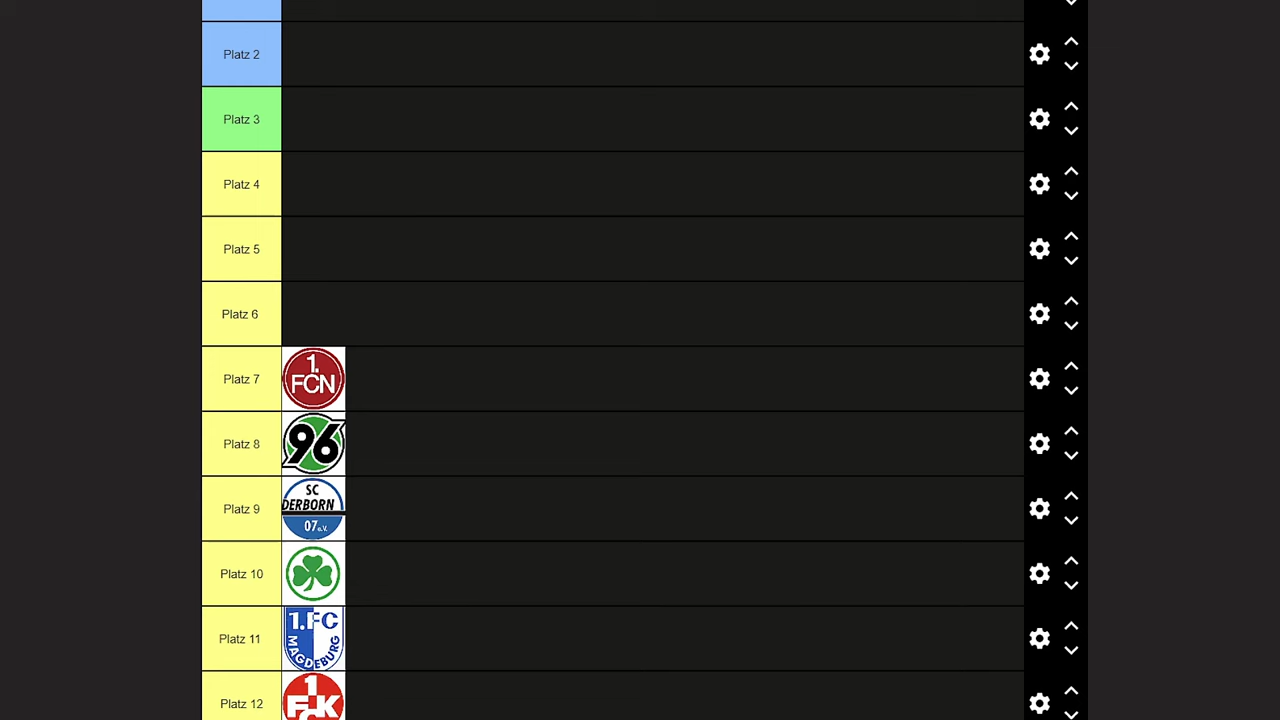 Platz 2
Platz 3
Platz 4
Platz 5
Platz 6
Platz 7
1.
FCN
Platz 8
96
Platz 9
SC
DERBORN
07 e.V.
Platz 10
Platz 11
1.FC
MAGDEBURG
Platz 12
1
FCK